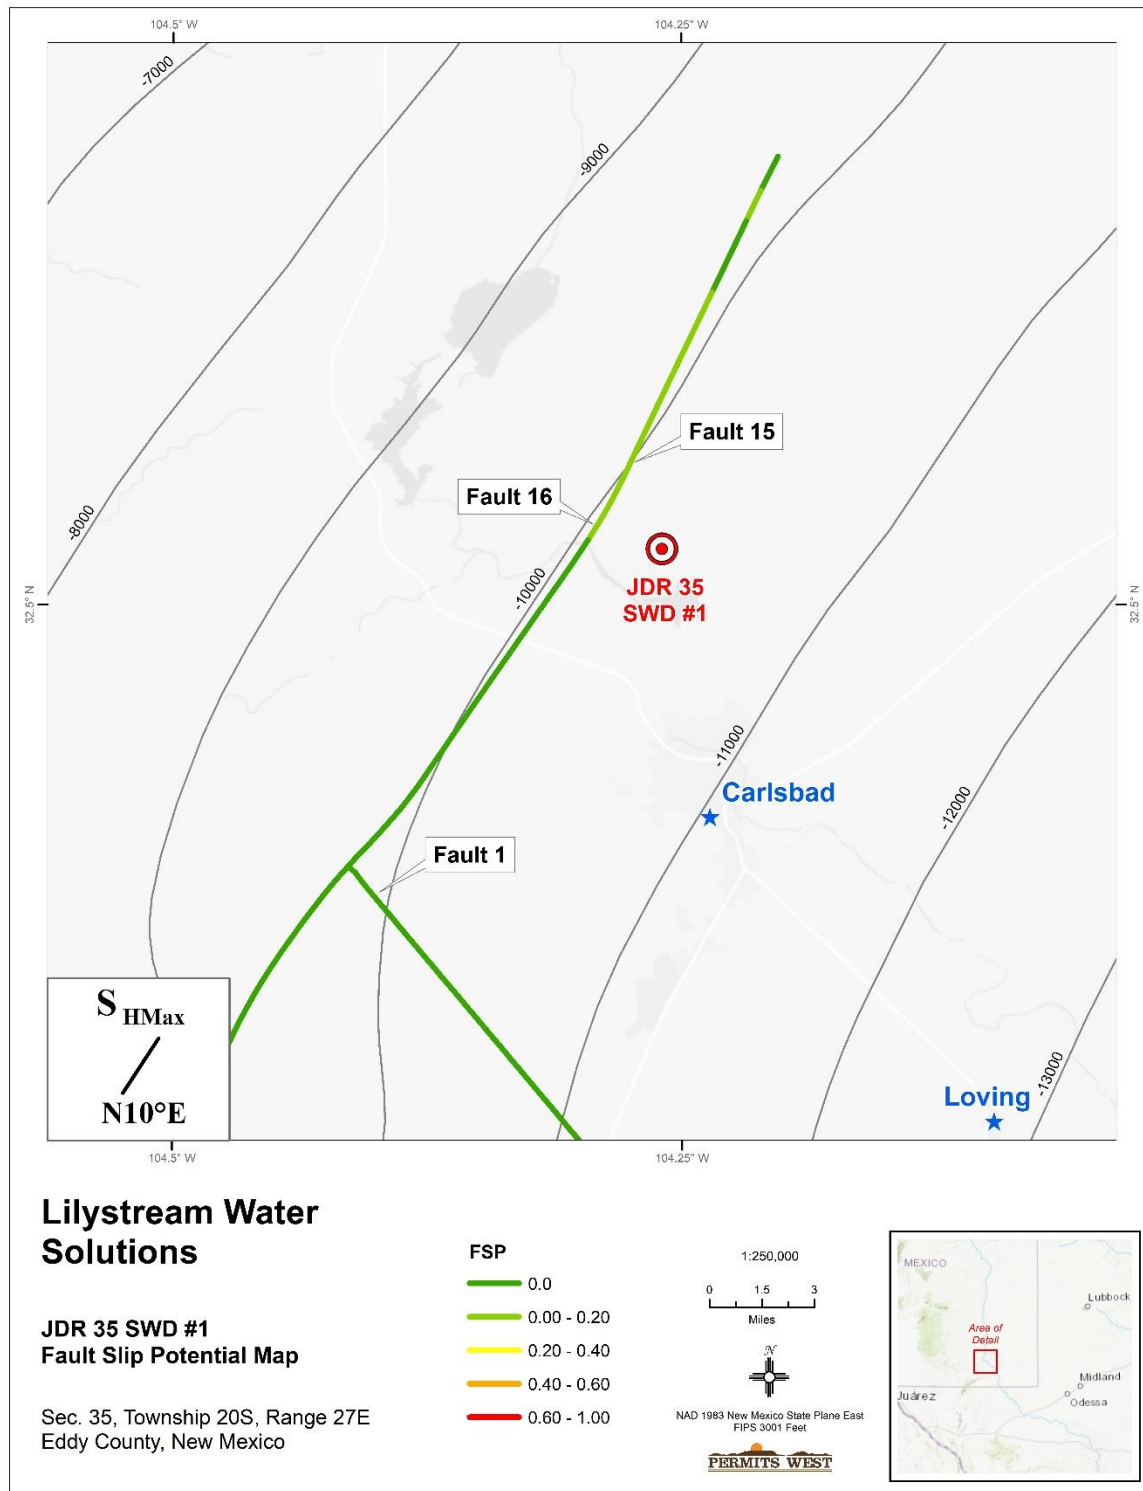 104.5° W
104.25° W
-7000
-9000
Fault 15
Fault 16
-8000
-10000
JDR 35
SWD #1
32.5° N
32.5° N
-11000
Carlsbad
-12000
Fault 1
S HMax
N10°E
-13000
Loving
104.5° W
104.25° W
Lilystream Water
Solutions
JDR 35 SWD #1
Fault Slip Potential Map
Sec. 35, Township 20S, Range 27E
Eddy County, New Mexico
FSP
0.0
0.00 - 0.20
0.20 - 0.40
0.40 - 0.60
0.60 - 1.00
1:250,000
0 1.5 3
Miles
N
NAD 1983 New Mexico State Plane East
FIPS 3001 Feet
PERMITS WEST
MEXICO
Lubbock
Area of
Detail
Midland
Odessa
Juárez